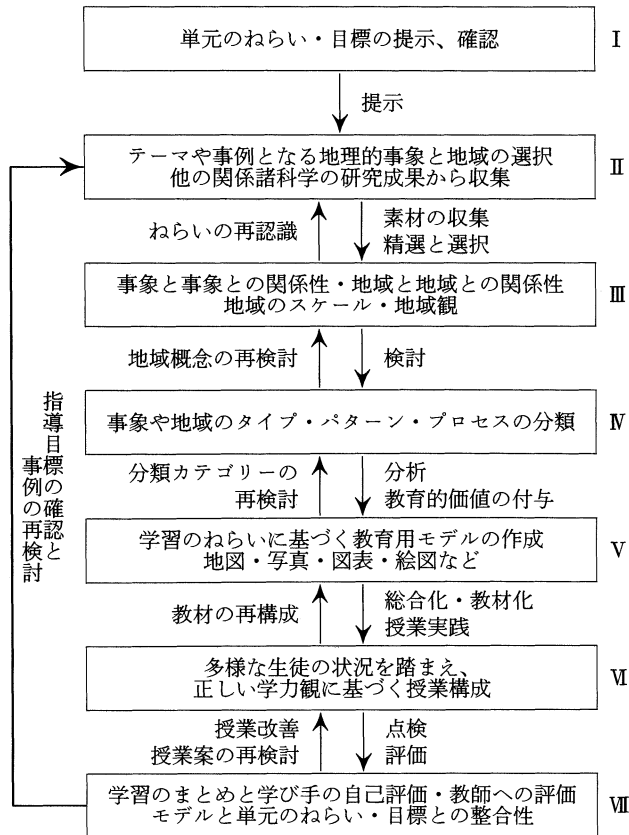 単元のねらい・目標の提示、確認
Ⅰ
提示
テーマや事例となる地理的事象と地域の選択
他の関係諸科学の研究成果から収集
Ⅱ
ねらいの再認識
素材の収集
精選と選択
事象と事象との関係性・地域と地域との関係性
地域のスケール・地域観
Ⅲ
地域概念の再検討
検討
事象や地域のタイプ・パターン・プロセスの分類
Ⅳ
分類カテゴリーの
再検討
分析
教育的価値の付与
学習のねらいに基づく教育用モデルの作成
地図・写真・図表・絵図など
Ⅴ
教材の再構成
総合化・教材化
授業実践
多様な生徒の状況を踏まえ、
正しい学力観に基づく授業構成
Ⅵ
授業改善
授業案の再検討
点検
評価
学習のまとめと学び手の自己評価・教師への評価
モデルと単元のねらい・目標との整合性
Ⅶ
指導目標の確認と
事例の再検討